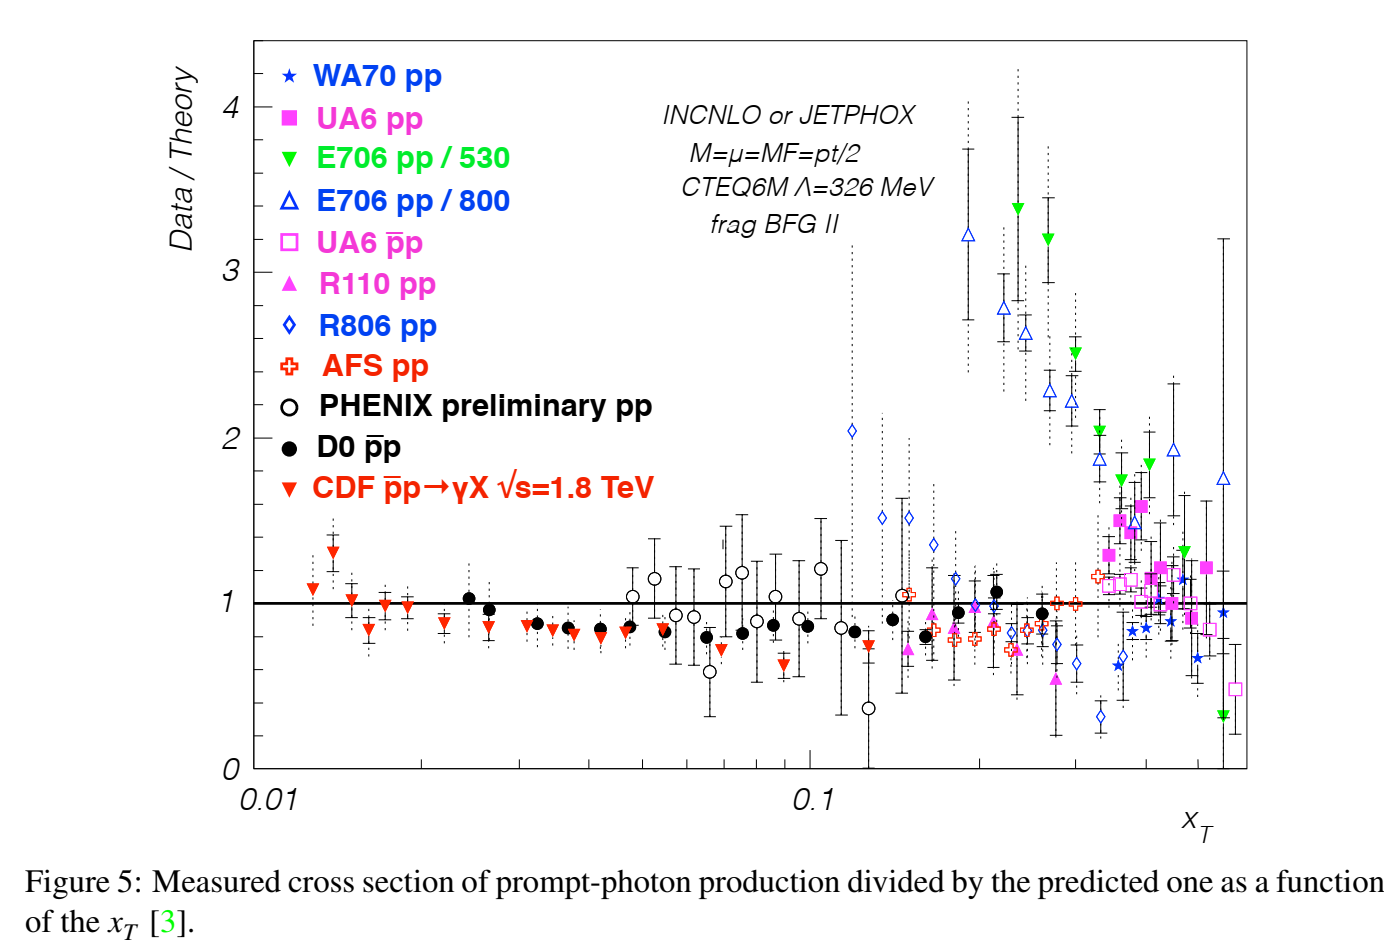 Data / Theory
4
3
2
1
0
WA70 pp
UA6 pp
E706 pp / 530
E706 pp / 800
UA6 p̅p
R110 pp
R806 pp
AFS pp
PHENIX preliminary pp
D0 p̅p
CDF p̅p→γX √s=1.8 TeV
INCNLO or JETPHOX
M=μ=MF=pt/2
CTEQ6M Λ=326 MeV
frag BFG II
0.01
0.1
x_T
Figure 5: Measured cross section of prompt-photon production divided by the predicted one as a function
of the x_T [3].